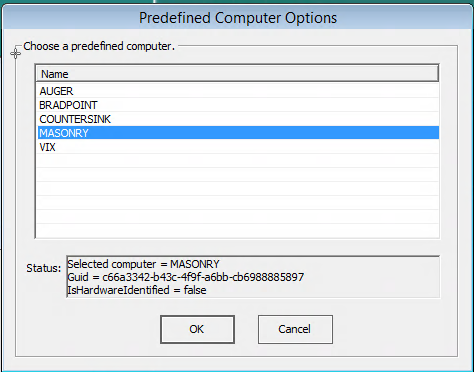 Predefined Computer Options
Choose a predefined computer.
Name
AUGER
BRADPOINT
COUNTERSINK
MASONRY
VIX
Status:
Selected computer = MASONRY
Guid = c66a3342-b43c-4f9f-a6bb-cb6988885897
IsHardwareIdentified = false
OK
Cancel